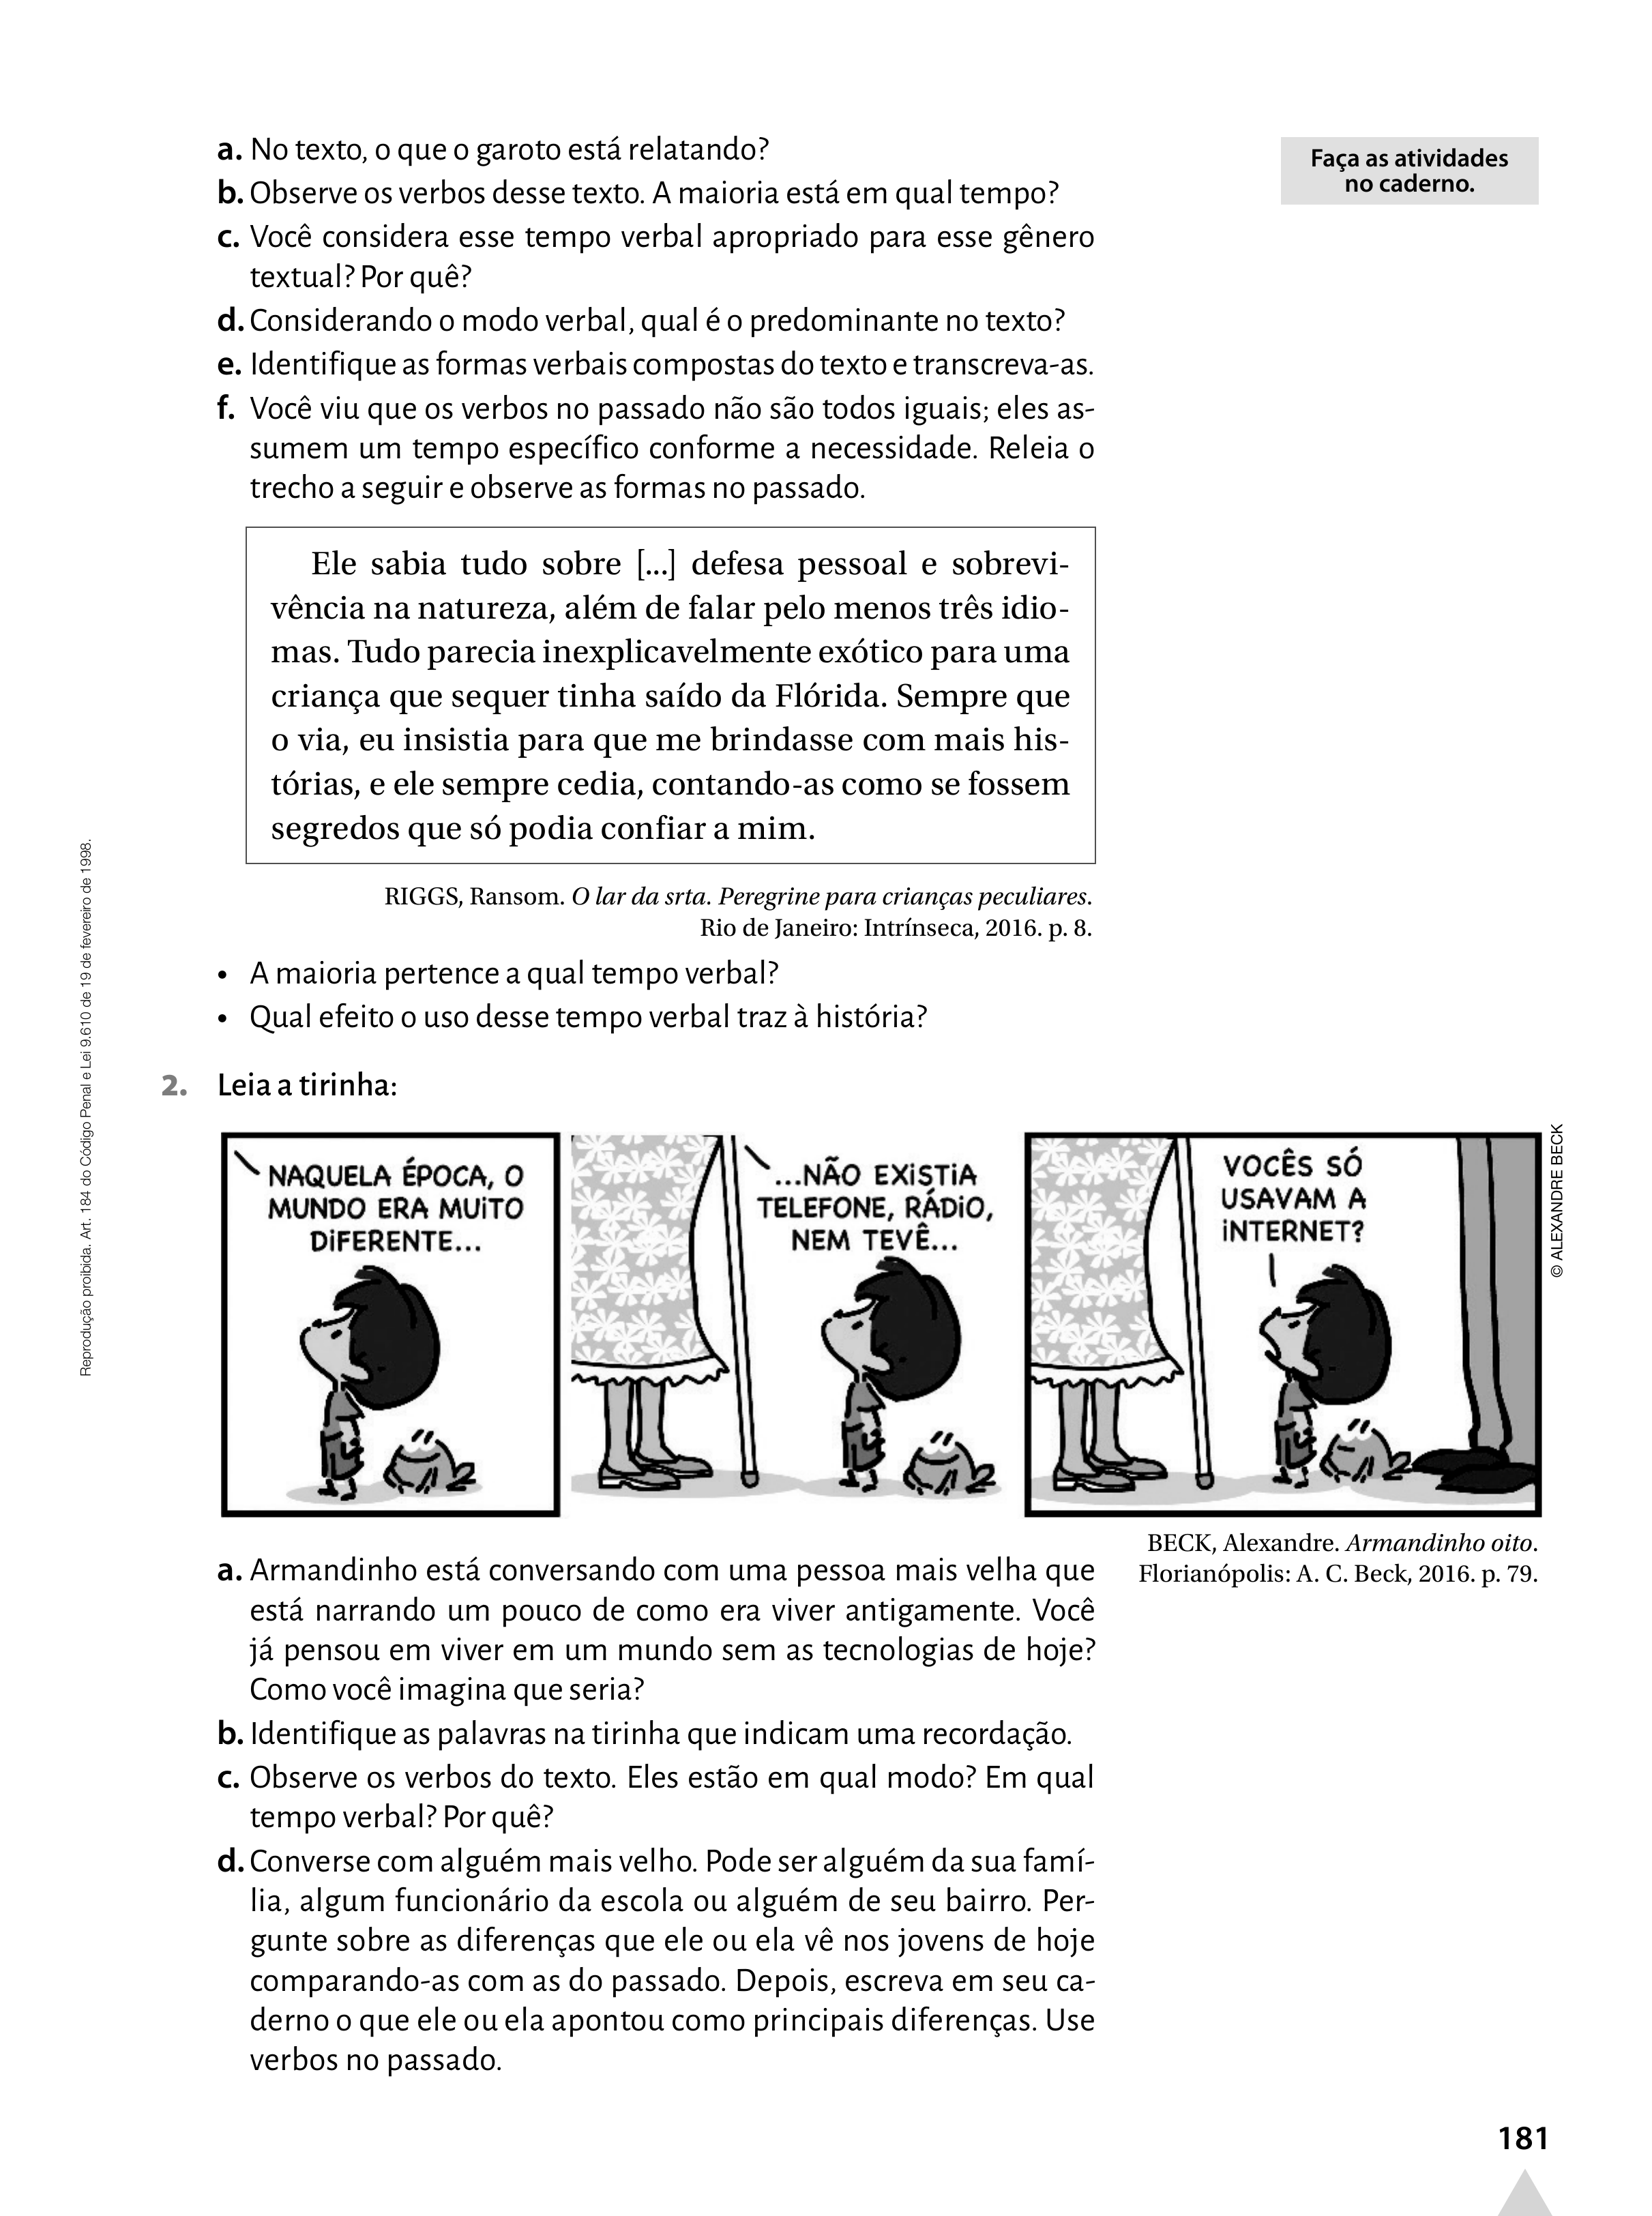 a. No texto, o que o garoto está relatando?
b. Observe os verbos desse texto. A maioria está em qual tempo?
c. Você considera esse tempo verbal apropriado para esse gênero
textual? Por quê?
d. Considerando o modo verbal, qual é o predominante no texto?
e. Identifique as formas verbais compostas do texto e transcreva-as.
f. Você viu que os verbos no passado não são todos iguais; eles as-
sumem um tempo específico conforme a necessidade. Releia o
trecho a seguir e observe as formas no passado.
Faça as atividades
no caderno.
Ele sabia tudo sobre [...] defesa pessoal e sobrevi-
vência na natureza, além de falar pelo menos três idio-
mas. Tudo parecia inexplicavelmente exótico para uma
criança que sequer tinha saído da Flórida. Sempre que
o via, eu insistia para que me brindasse com mais his-
tórias, e ele sempre cedia, contando-as como se fossem
segredos que só podia confiar a mim.
RIGGS, Ransom. O lar da srta. Peregrine para crianças peculiares.
Rio de Janeiro: Intrínseca, 2016. p. 8.
• A maioria pertence a qual tempo verbal?
• Qual efeito o uso desse tempo verbal traz à história?
2. Leia a tirinha:
NAQUELA ÉPOCA, O
MUNDO ERA MUITO
DIFERENTE...
...NÃO EXISTIA
TELEFONE, RÁDIO,
NEM TEVÊ...
VOCÊS SÓ
USAVAM A
INTERNET?
© ALEXANDRE BECK
BECK, Alexandre. Armandinho oito.
Florianópolis: A. C. Beck, 2016. p. 79.
a. Armandinho está conversando com uma pessoa mais velha que
está narrando um pouco de como era viver antigamente. Você
já pensou em viver em um mundo sem as tecnologias de hoje?
Como você imagina que seria?
b. Identifique as palavras na tirinha que indicam uma recordação.
c. Observe os verbos do texto. Eles estão em qual modo? Em qual
tempo verbal? Por quê?
d. Converse com alguém mais velho. Pode ser alguém da sua famí-
lia, algum funcionário da escola ou alguém de seu bairro. Per-
gunte sobre as diferenças que ele ou ela vê nos jovens de hoje
comparando-as com as do passado. Depois, escreva em seu ca-
derno o que ele ou ela apontou como principais diferenças. Use
verbos no passado.
Reprodução proibida. Art. 184 do Código Penal e Lei 9.610 de 19 de fevereiro de 1998.
181